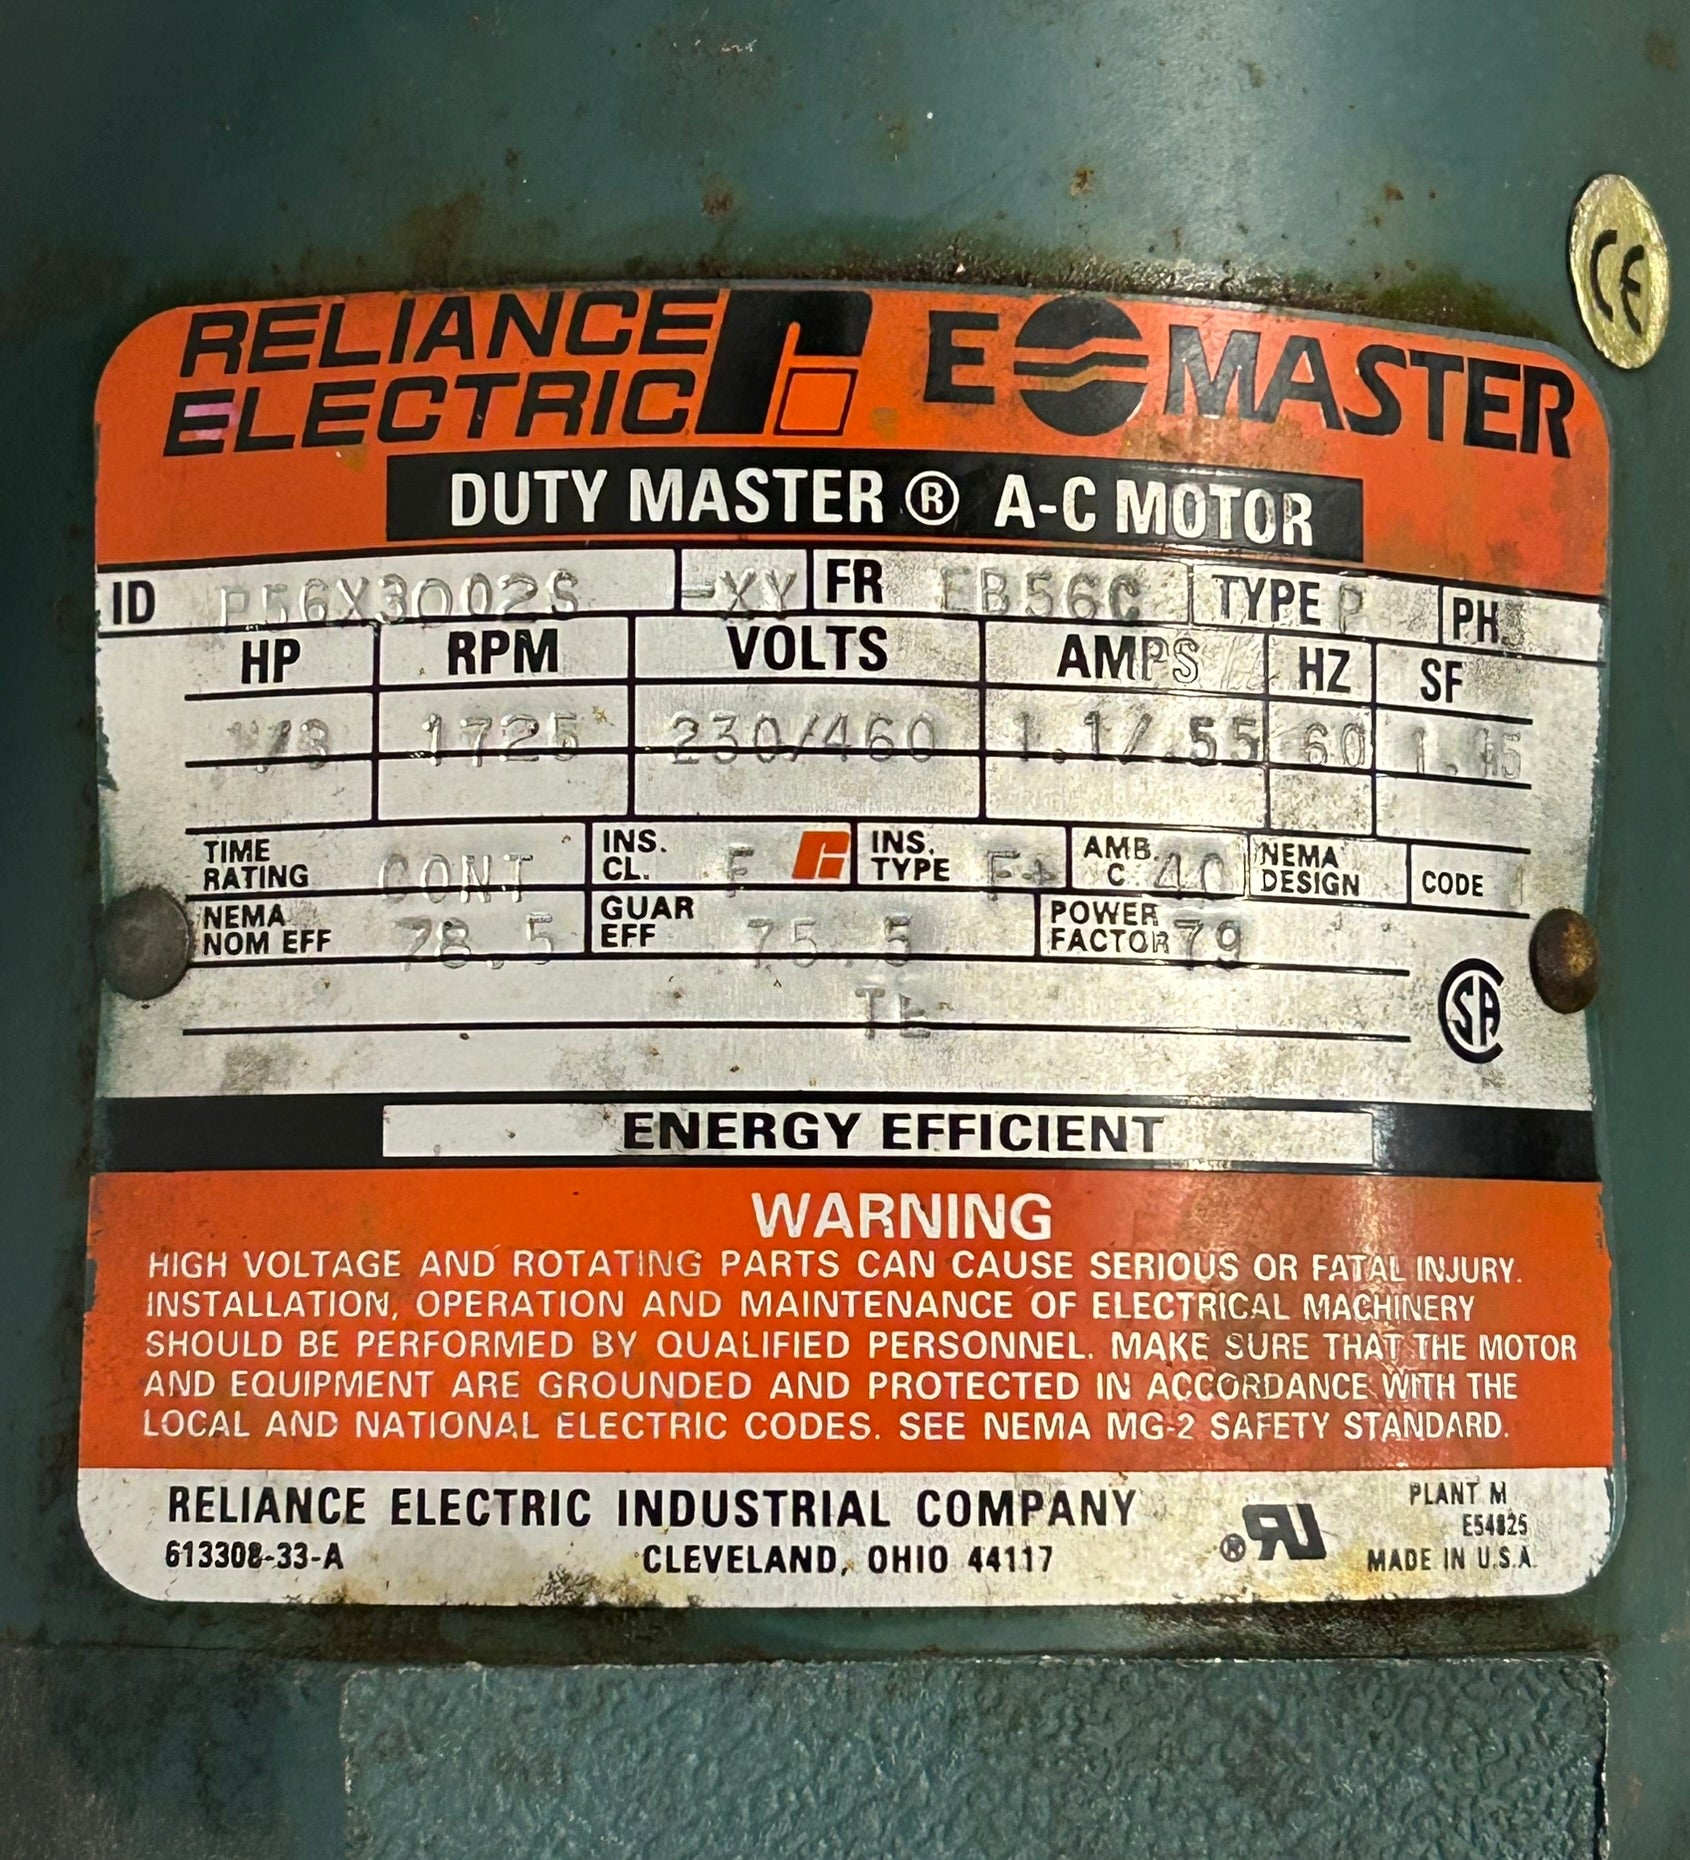 RELIANCE
ELECTRIC
E MASTER
CE
DUTY MASTER ® A-C MOTOR
ID P56X3002S -XY FR EB56C TYPE P PH
HP RPM VOLTS AMPS HZ SF
1/3 1725 230/460 1.1/.55 60 1.
TIME RATING CONT INS. CL. F INS. TYPE F+ AMB. C 40 NEMA DESIGN CODE
NEMA NOM EFF 78.5 GUAR EFF 75.5 POWER FACTOR 79
SA
ENERGY EFFICIENT
WARNING
HIGH VOLTAGE AND ROTATING PARTS CAN CAUSE SERIOUS OR FATAL INJURY.
INSTALLATION, OPERATION AND MAINTENANCE OF ELECTRICAL MACHINERY
SHOULD BE PERFORMED BY QUALIFIED PERSONNEL. MAKE SURE THAT THE MOTOR
AND EQUIPMENT ARE GROUNDED AND PROTECTED IN ACCORDANCE WITH THE
LOCAL AND NATIONAL ELECTRIC CODES. SEE NEMA MG-2 SAFETY STANDARD.
RELIANCE ELECTRIC INDUSTRIAL COMPANY
613308-33-A CLEVELAND, OHIO 44117
PLANT M
E54825
MADE IN U.S.A.